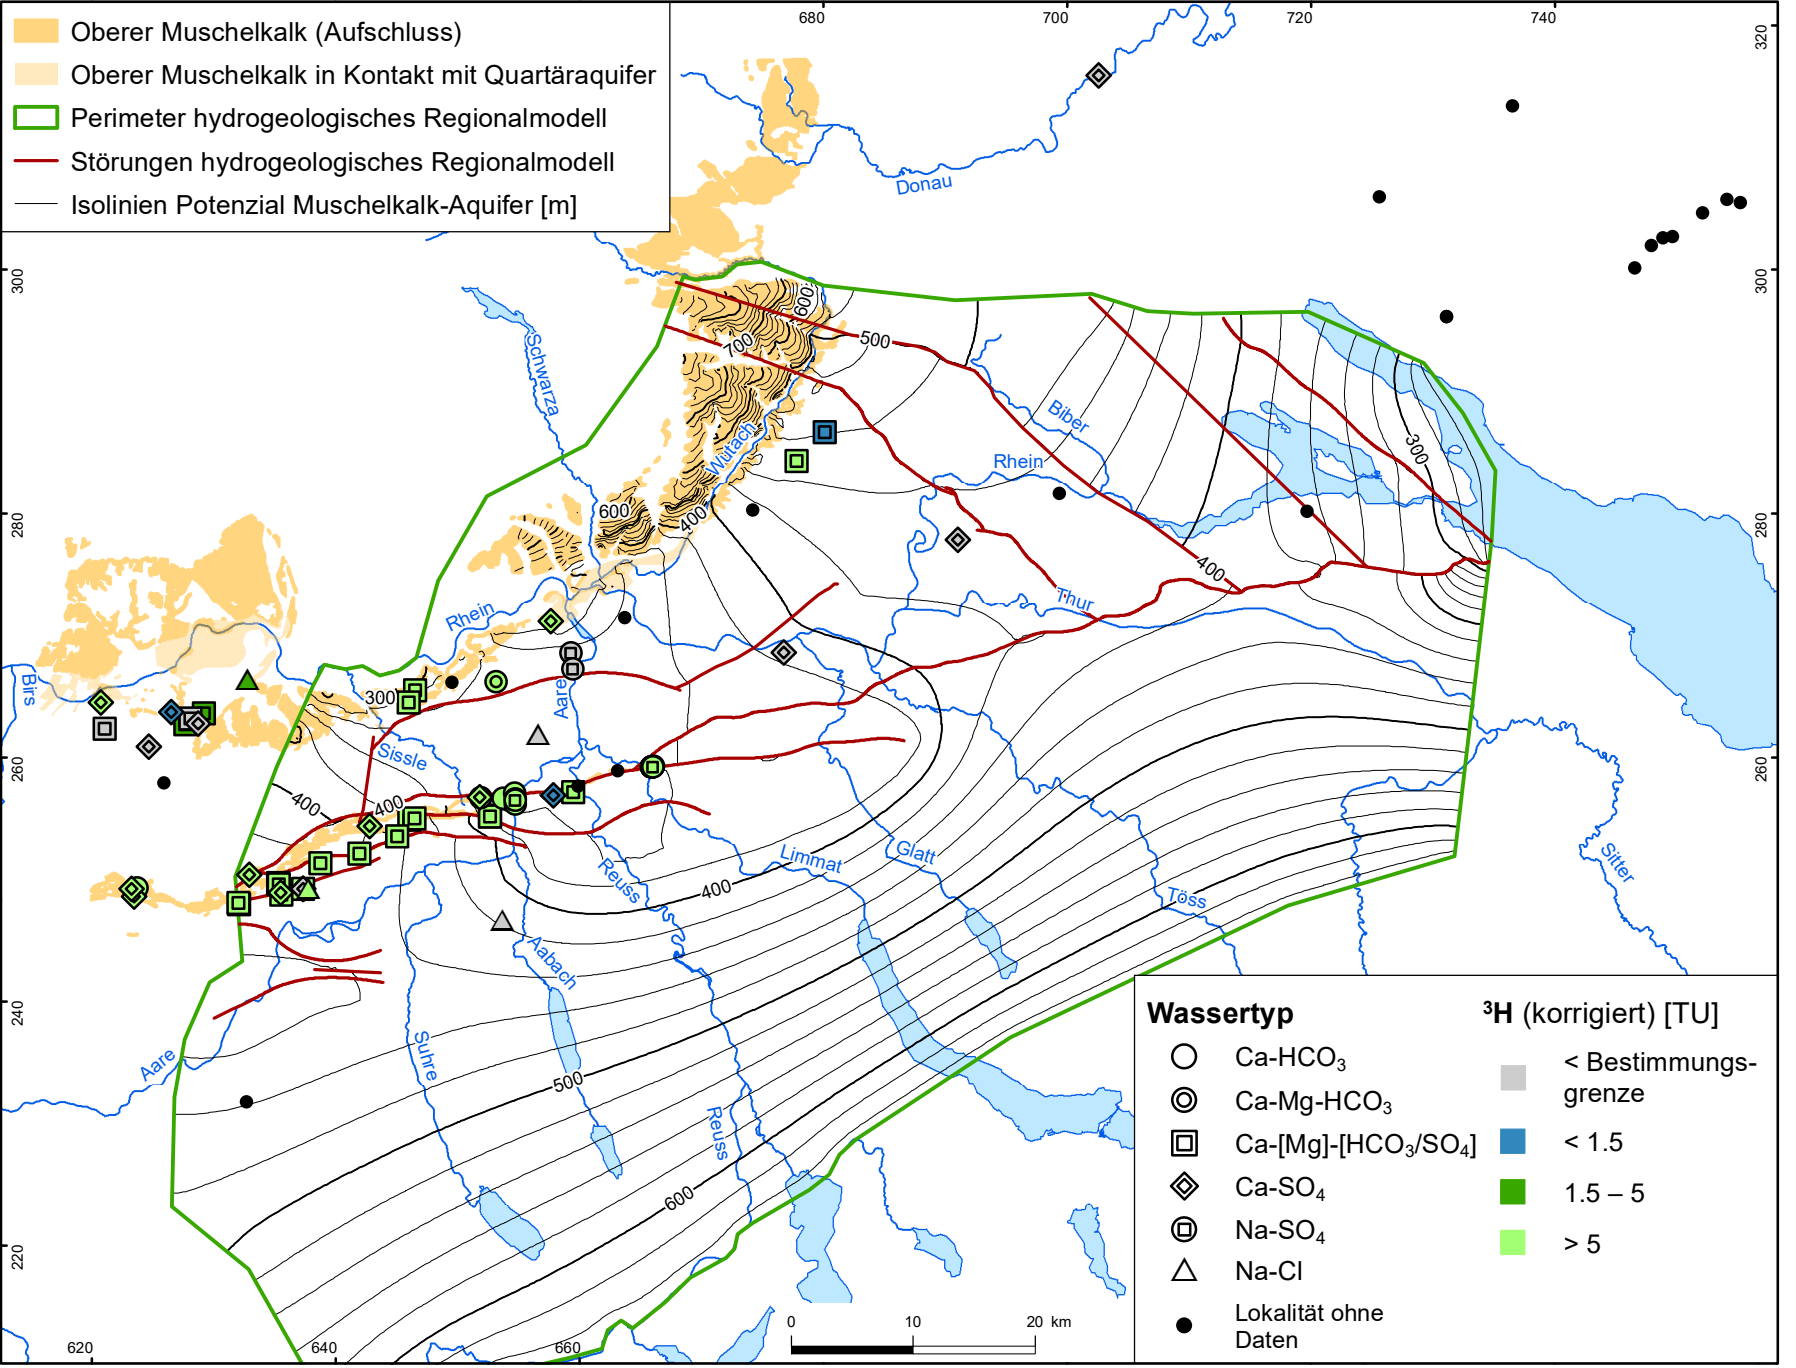 Oberer Muschelkalk (Aufschluss)
Oberer Muschelkalk in Kontakt mit Quartäraquifer
Perimeter hydrogeologisches Regionalmodell
Störungen hydrogeologisches Regionalmodell
Isolinien Potenzial Muschelkalk-Aquifer [m]
680
700
720
740
320
Donau
300
300
600
500
700
Schwarza
Biber
Wutach
Rhein
300
280
280
600
400
400
Thur
Rhein
Birs
Aare
300
Sissle
260
260
400
400
Limmat
Glatt
Reuss
400
Sitter
Töss
Aabach
240
Suhre
Aare
500
Reuss
600
220
620
640
660
0
10
20 km
Wassertyp
Ca-HCO₃
Ca-Mg-HCO₃
Ca-[Mg]-[HCO₃/SO₄]
Ca-SO₄
Na-SO₄
Na-Cl
Lokalität ohne
Daten
³H (korrigiert) [TU]
< Bestimmungs-
grenze
< 1.5
1.5 – 5
> 5